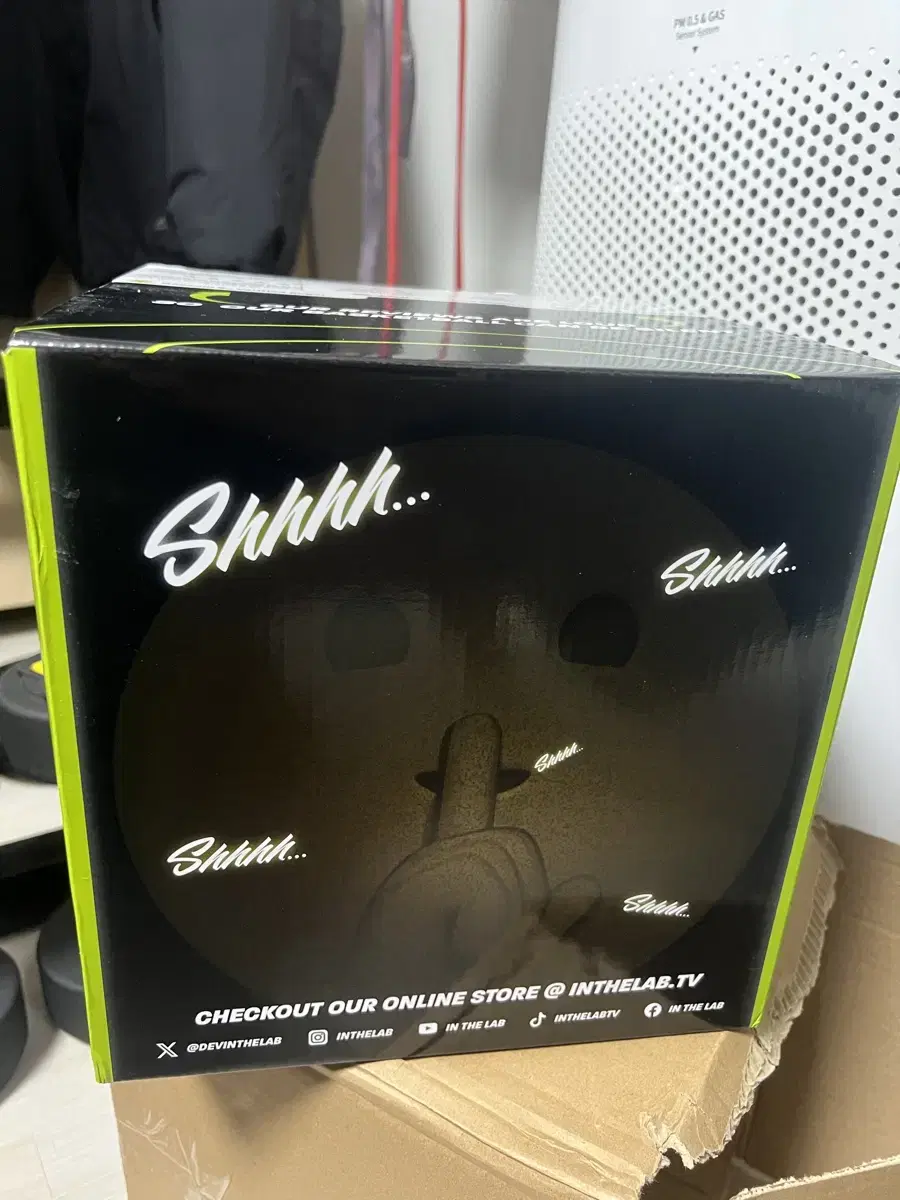 PM 0.5 & GAS
Sensor System
Shhhh...
Shhhh...
Shhhh...
Shhhh...
Shhhh...
CHECKOUT OUR ONLINE STORE @ INTHELAB.TV
@DEVINTHELAB INTHELAB IN THE LAB INTHELABTV IN THE LAB